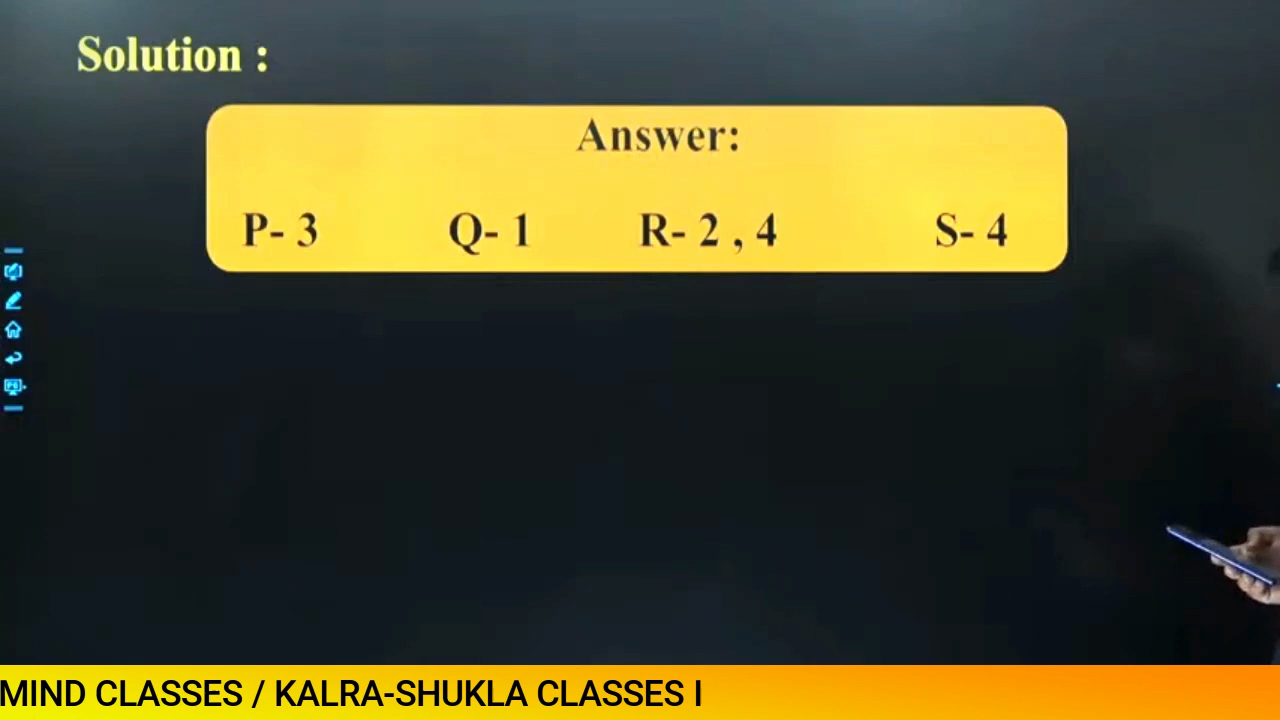 Solution :
Answer:
P- 3 Q- 1 R- 2 , 4 S- 4
MIND CLASSES / KALRA-SHUKLA CLASSES I